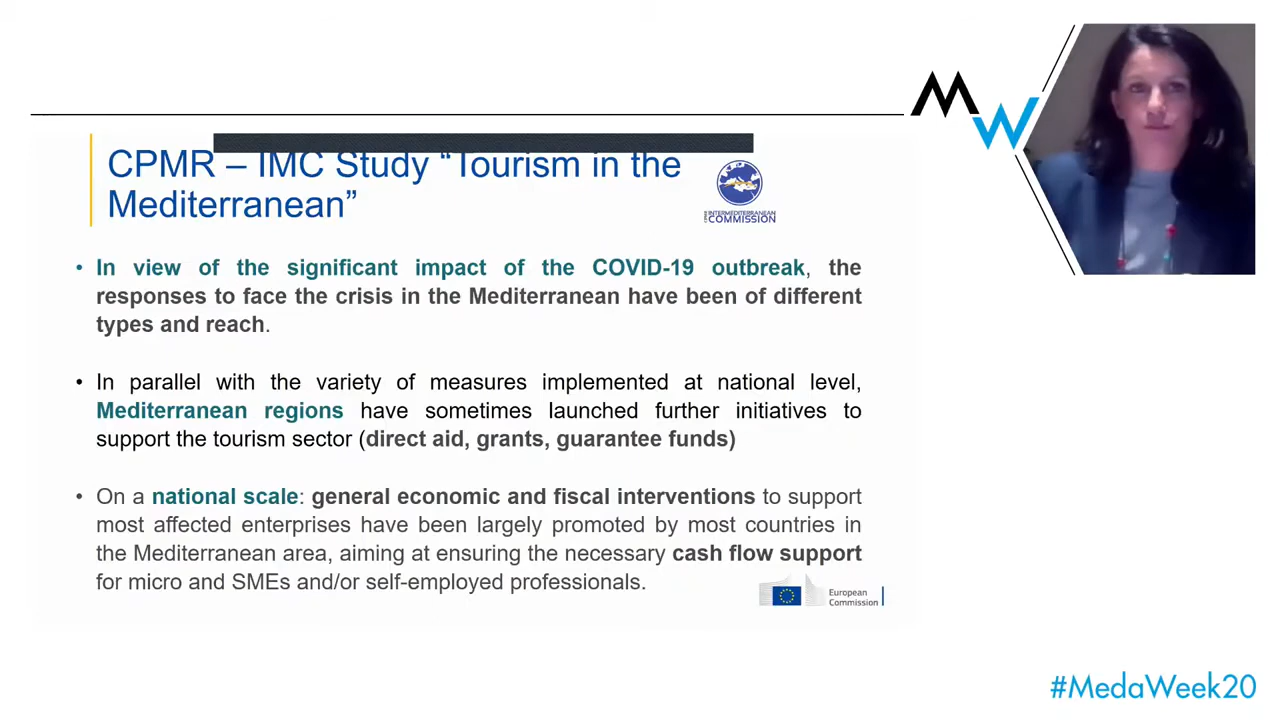 MW
CPMR – IMC Study “Tourism in the
Mediterranean”
CPMR
INTERMEDITERRANEAN
COMMISSION
• In view of the significant impact of the COVID-19 outbreak, the
responses to face the crisis in the Mediterranean have been of different
types and reach.
• In parallel with the variety of measures implemented at national level,
Mediterranean regions have sometimes launched further initiatives to
support the tourism sector (direct aid, grants, guarantee funds)
• On a national scale: general economic and fiscal interventions to support
most affected enterprises have been largely promoted by most countries in
the Mediterranean area, aiming at ensuring the necessary cash flow support
for micro and SMEs and/or self-employed professionals.
European
Commission
#MedaWeek20